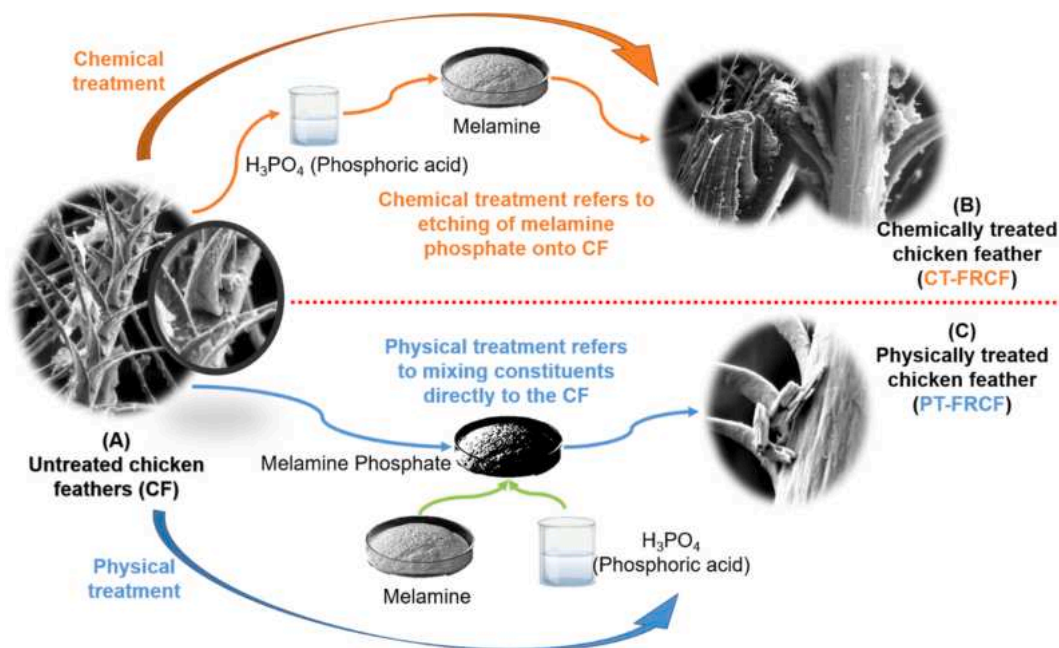 Chemical
treatment
H₃PO₄ (Phosphoric acid)
Melamine
Chemical treatment refers to
etching of melamine
phosphate onto CF
(B)
Chemically treated
chicken feather
(CT-FRCF)
(A)
Untreated chicken
feathers (CF)
Physical treatment refers
to mixing constituents
directly to the CF
Melamine Phosphate
Melamine
H₃PO₄
(Phosphoric acid)
(C)
Physically treated
chicken feather
(PT-FRCF)
Physical
treatment